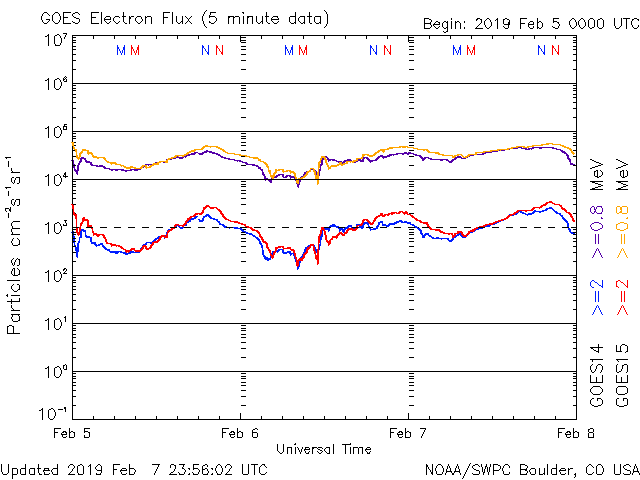 GOES Electron Flux (5 minute data)
Begin: 2019 Feb 5 0000 UTC
M M N N M M N N M M N N
10⁷
10⁶
10⁵
10⁴
10³
10²
10¹
10⁰
10⁻¹
Particles cm⁻²s⁻¹sr⁻¹
Feb 5 Feb 6 Feb 7 Feb 8
Universal Time
GOES14 >=2 >=0.8 MeV
GOES15 >=2 >=0.8 MeV
Updated 2019 Feb 7 23:56:02 UTC
NOAA/SWPC Boulder, CO USA